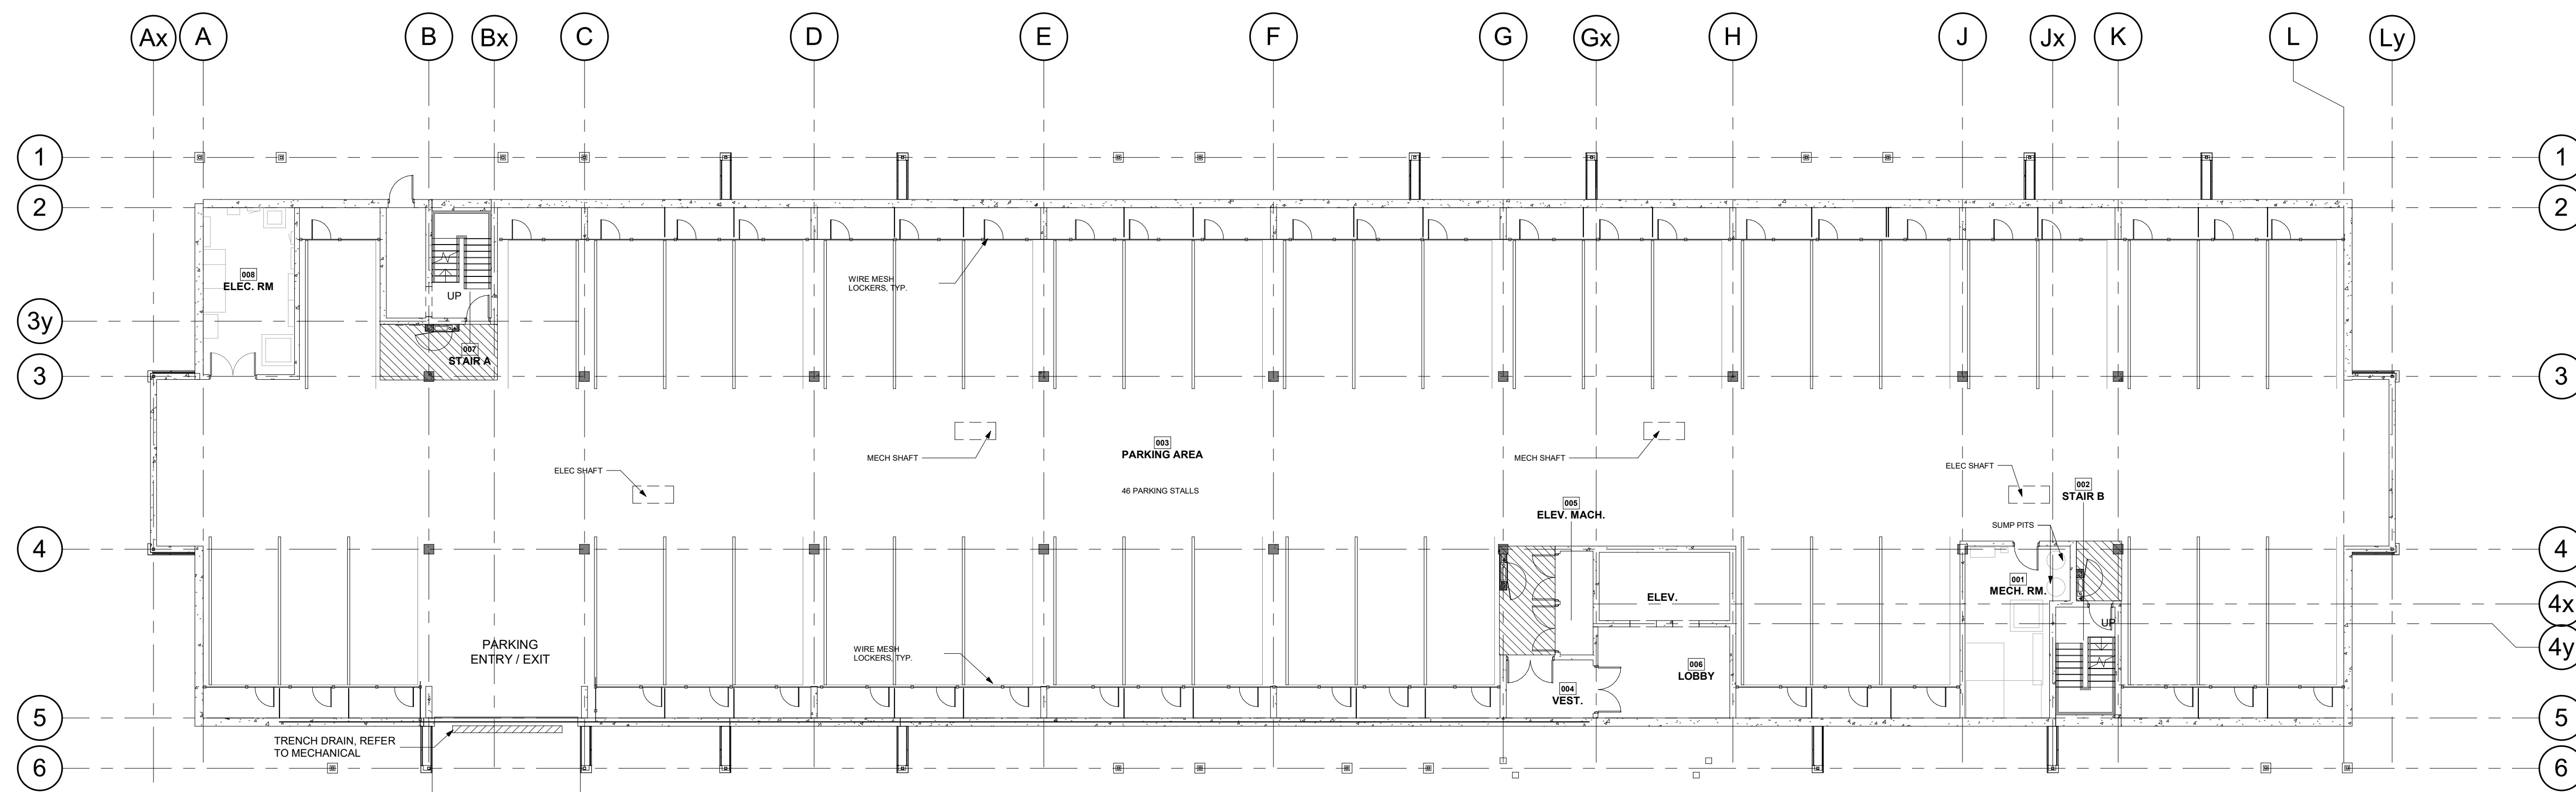 Ax A B Bx C D E F G Gx H J Jx K L Ly
1 1
2 2
008
ELEC. RM
UP
WIRE MESH
LOCKERS, TYP.
3y
007
STAIR A
3 3
MECH SHAFT
003
PARKING AREA
MECH SHAFT
ELEC SHAFT
ELEC SHAFT
46 PARKING STALLS
002
STAIR B
005
ELEV. MACH.
SUMP PITS
4 4
001
MECH. RM.
ELEV.
4x
UP
4y
PARKING
ENTRY / EXIT
WIRE MESH
LOCKERS, TYP.
006
LOBBY
004
VEST.
5 5
TRENCH DRAIN, REFER
TO MECHANICAL
6 6